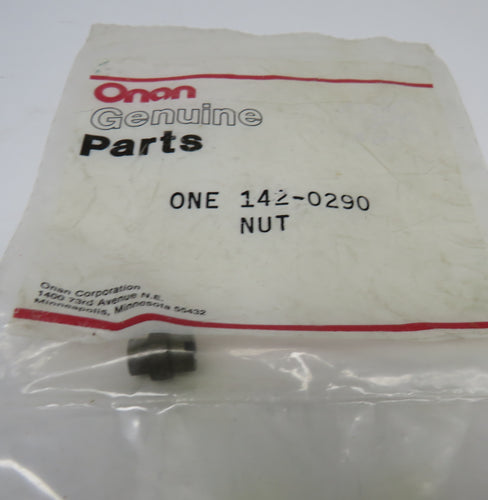 Onan
Genuine
Parts
ONE 142-0290
NUT
Onan Corporation
1400 73rd Avenue N.E.
Minneapolis, Minnesota 55432